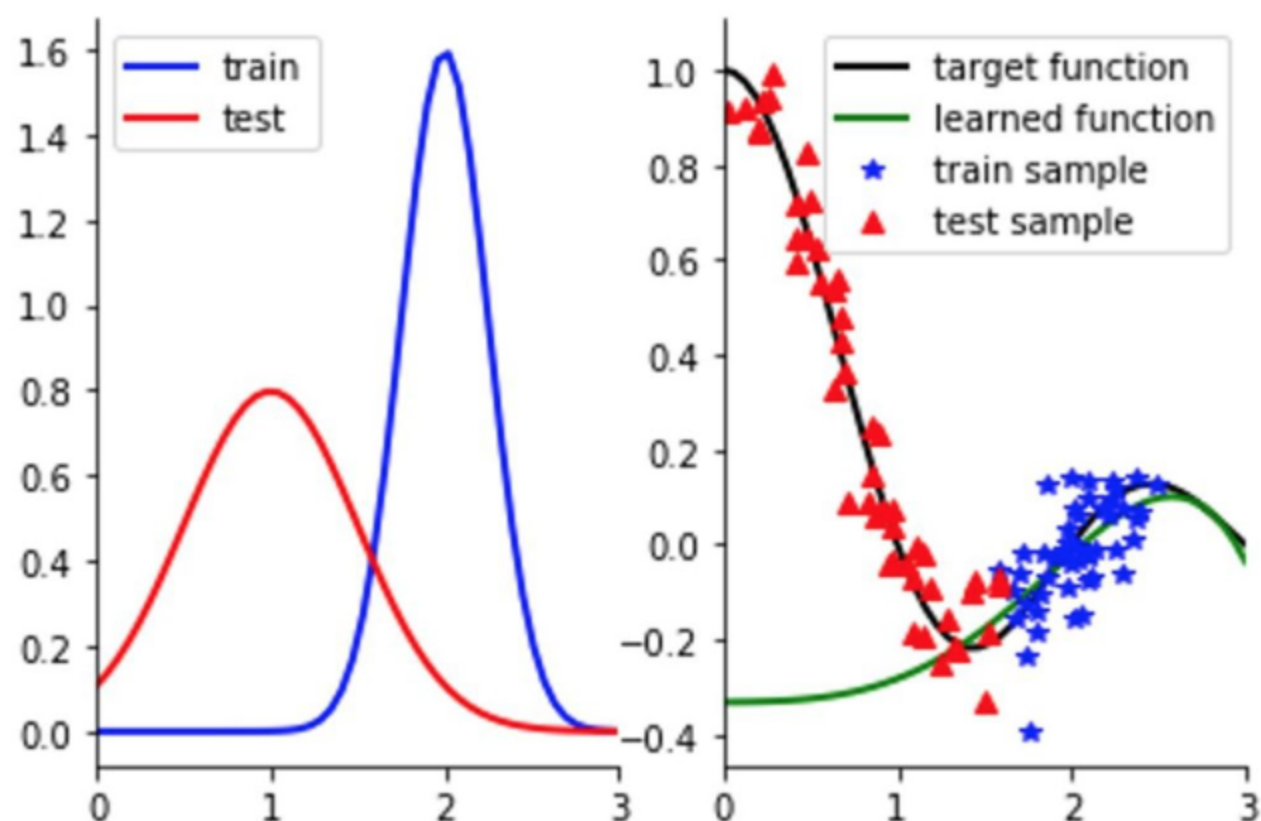 1.6
1.4
1.2
1.0
0.8
0.6
0.4
0.2
0.0
0 1 2 3
train
test
1.0
0.8
0.6
0.4
0.2
0.0
−0.2
−0.4
0 1 2 3
target function
learned function
train sample
test sample